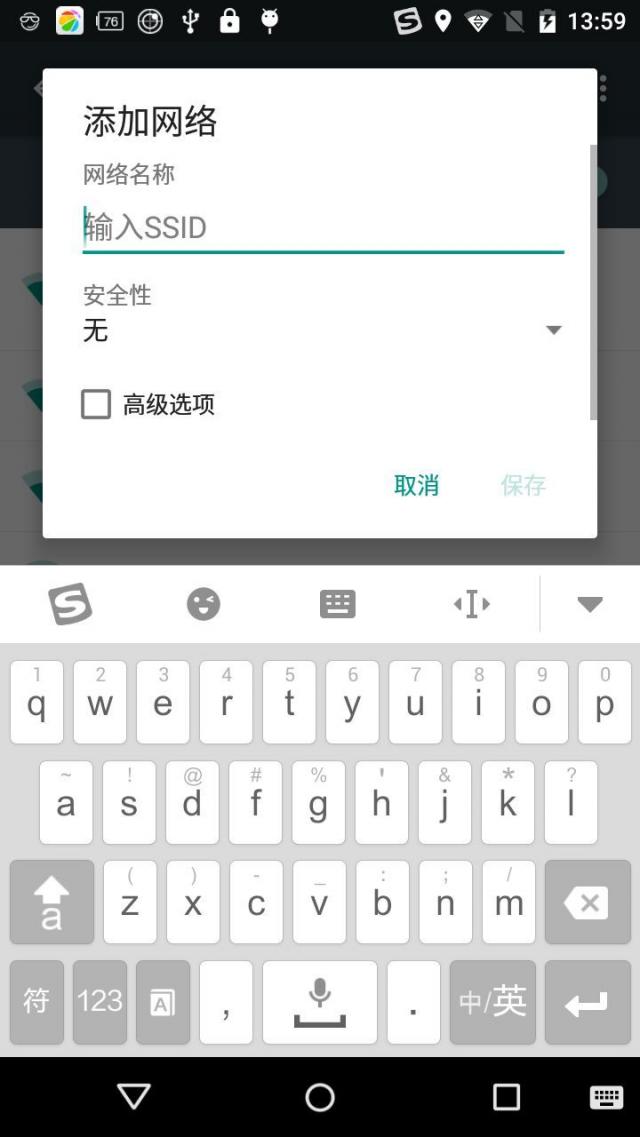 76 13:59
添加网络
网络名称
输入SSID
安全性
无
高级选项
取消 保存
1 2 3 4 5 6 7 8 9 0
q w e r t y u i o p
~ ! @ # % ' & * ?
a s d f g h j k l
( ) - _ : ; /
a z x c v b n m
符 123 A , . 中/英